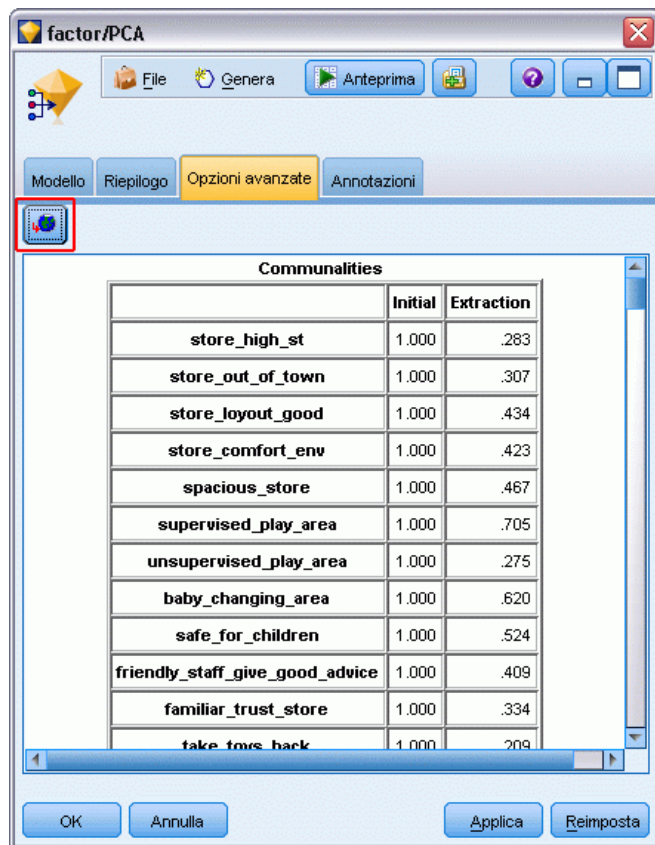 factor/PCA
File Genera Anteprima
Modello Riepilogo Opzioni avanzate Annotazioni
Communalities
Initial Extraction
store_high_st 1.000 .283
store_out_of_town 1.000 .307
store_loyout_good 1.000 .434
store_comfort_env 1.000 .423
spacious_store 1.000 .467
supervised_play_area 1.000 .705
unsupervised_play_area 1.000 .275
baby_changing_area 1.000 .620
safe_for_children 1.000 .524
friendly_staff_give_good_advice 1.000 .409
familiar_trust_store 1.000 .334
take_toys_back 1.000 .209
OK Annulla Applica Reimposta